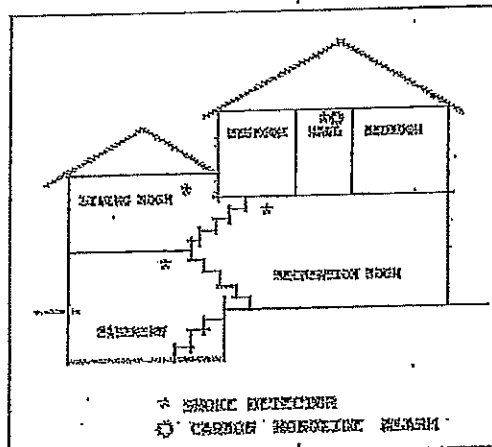 BEDROOM HALL BEDROOM
LIVING ROOM
RECREATION ROOM
BASEMENT
SMOKE DETECTOR
CARBON MONOXIDE ALARM